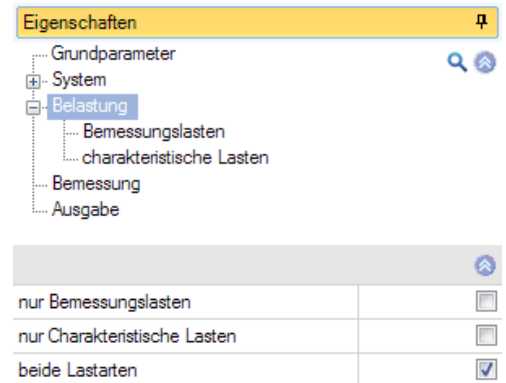 Eigenschaften
Grundparameter
System
Belastung
Bemessungslasten
charakteristische Lasten
Bemessung
Ausgabe
nur Bemessungslasten
nur Charakteristische Lasten
beide Lastarten